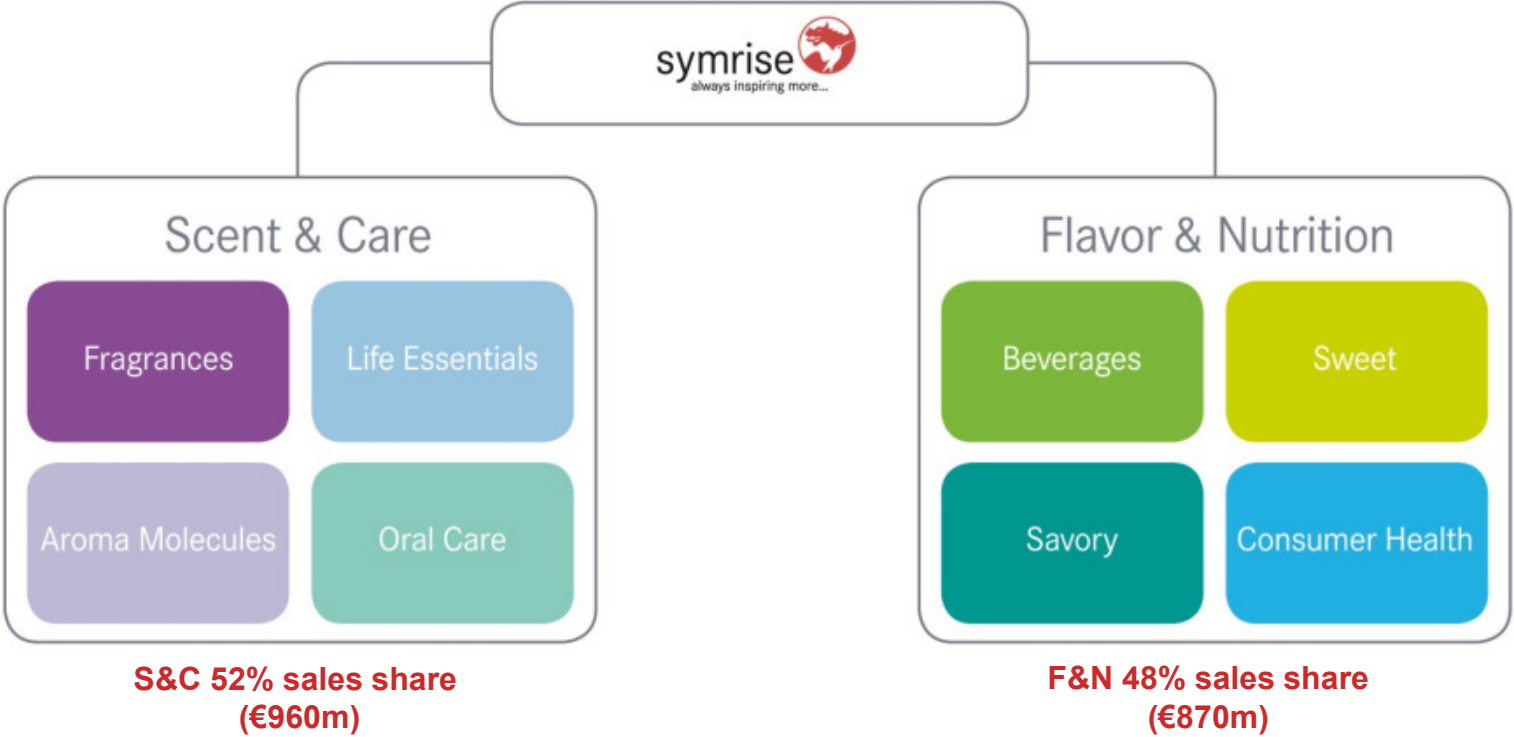 symrise
always inspiring more...
Scent & Care
Fragrances
Life Essentials
Aroma Molecules
Oral Care
S&C 52% sales share
(€960m)
Flavor & Nutrition
Beverages
Sweet
Savory
Consumer Health
F&N 48% sales share
(€870m)